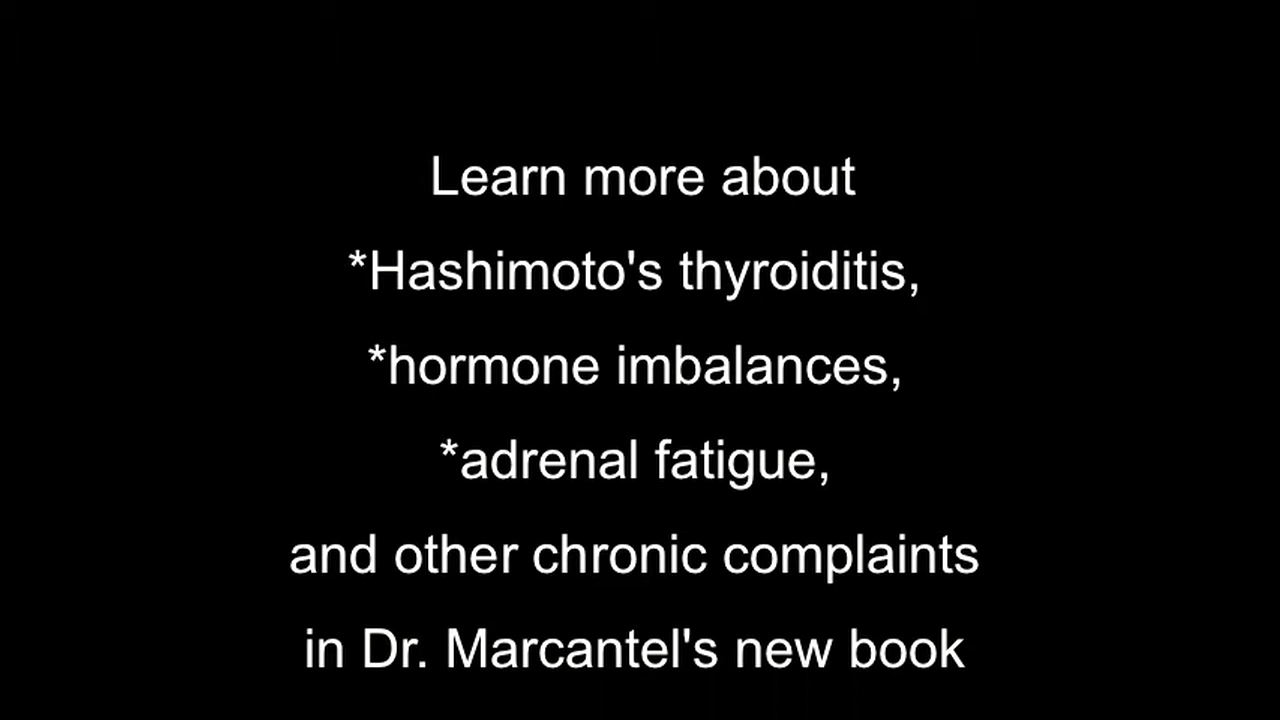 Learn more about
*Hashimoto's thyroiditis,
*hormone imbalances,
*adrenal fatigue,
and other chronic complaints
in Dr. Marcantel's new book